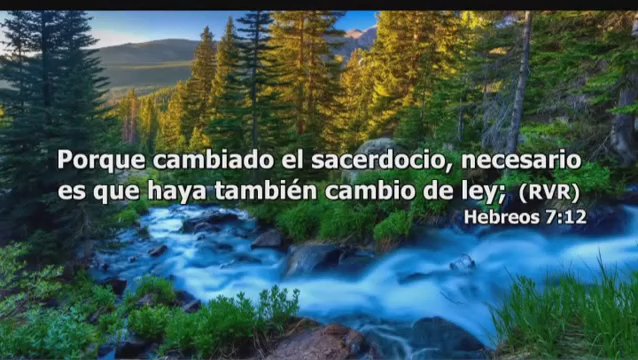 Porque cambiado el sacerdocio, necesario
es que haya también cambio de ley; (RVR)
Hebreos 7:12